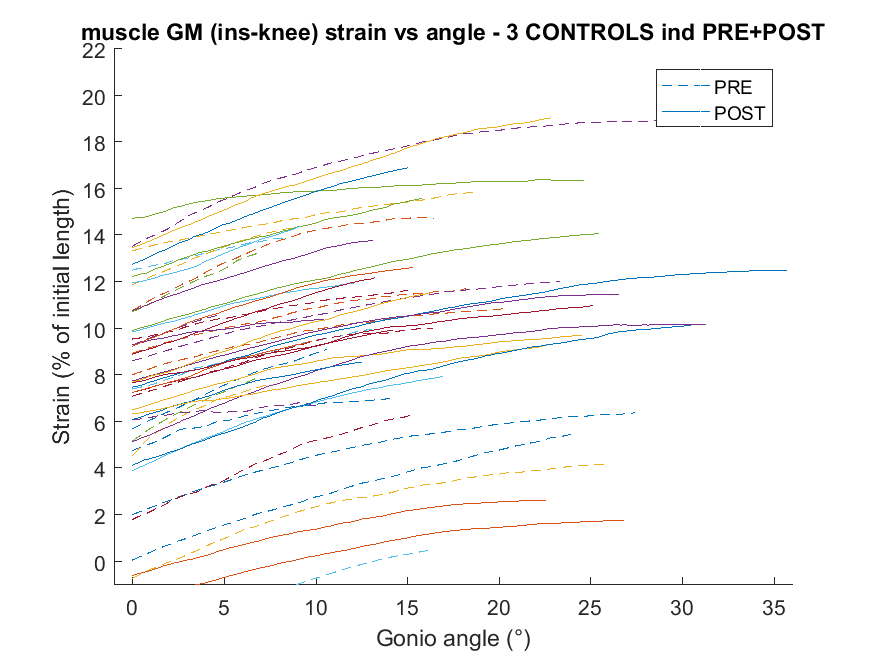 muscle GM (ins-knee) strain vs angle - 3 CONTROLS ind PRE+POST
22
20
18
16
14
12
10
8
6
4
2
0
Strain (% of initial length)
PRE
POST
0 5 10 15 20 25 30 35
Gonio angle (°)